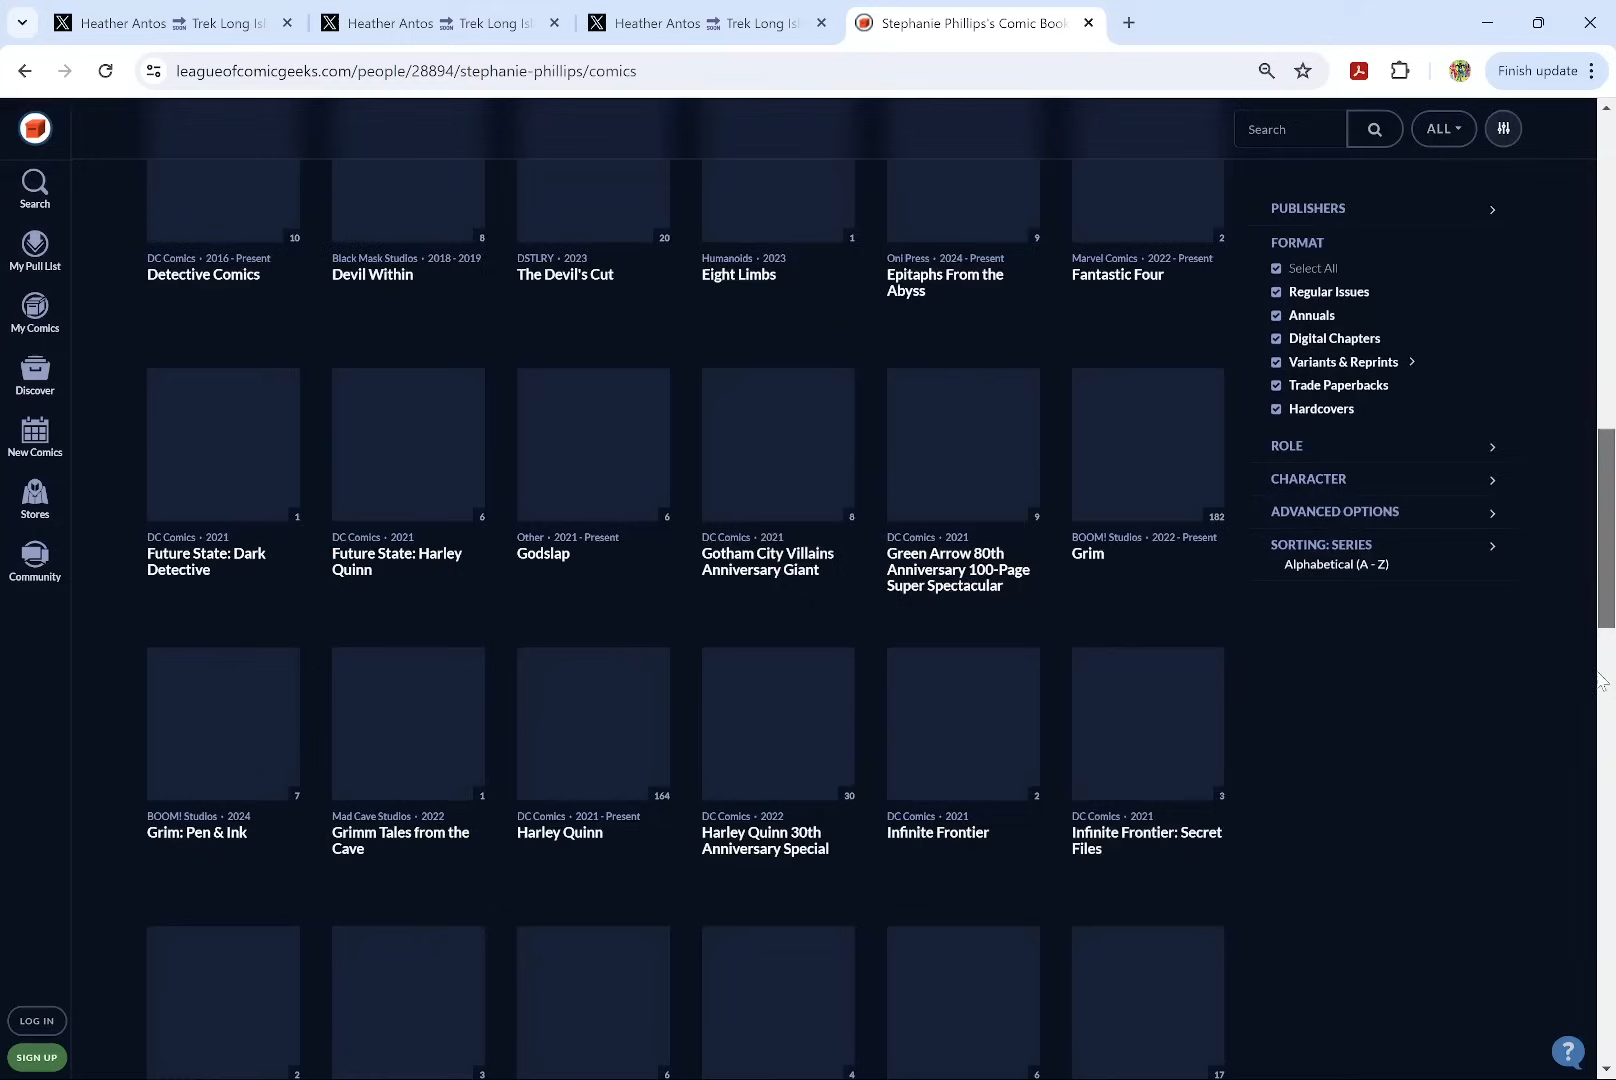 Heather Antos SOON Trek Long Isl
Heather Antos SOON Trek Long Isl
Heather Antos SOON Trek Long Isl
Stephanie Phillips's Comic Book
leagueofcomicgeeks.com/people/28894/stephanie-phillips/comics
Finish update
Search
ALL
Search
My Pull List
My Comics
Discover
New Comics
Stores
Community
LOG IN
SIGN UP
10
8
20
1
9
2
DC Comics • 2016 - Present
Detective Comics
Black Mask Studios • 2018 - 2019
Devil Within
DSTLRY • 2023
The Devil's Cut
Humanoids • 2023
Eight Limbs
Oni Press • 2024 - Present
Epitaphs From the
Abyss
Marvel Comics • 2022 - Present
Fantastic Four
1
6
6
8
9
182
DC Comics • 2021
Future State: Dark
Detective
DC Comics • 2021
Future State: Harley
Quinn
Other • 2021 - Present
Godslap
DC Comics • 2021
Gotham City Villains
Anniversary Giant
DC Comics • 2021
Green Arrow 80th
Anniversary 100-Page
Super Spectacular
BOOM! Studios • 2022 - Present
Grim
7
1
164
30
2
3
BOOM! Studios • 2024
Grim: Pen & Ink
Mad Cave Studios • 2022
Grimm Tales from the
Cave
DC Comics • 2021 - Present
Harley Quinn
DC Comics • 2022
Harley Quinn 30th
Anniversary Special
DC Comics • 2021
Infinite Frontier
DC Comics • 2021
Infinite Frontier: Secret
Files
2
3
6
4
6
17
PUBLISHERS
FORMAT
Select All
Regular Issues
Annuals
Digital Chapters
Variants & Reprints
Trade Paperbacks
Hardcovers
ROLE
CHARACTER
ADVANCED OPTIONS
SORTING: SERIES
Alphabetical (A - Z)
?